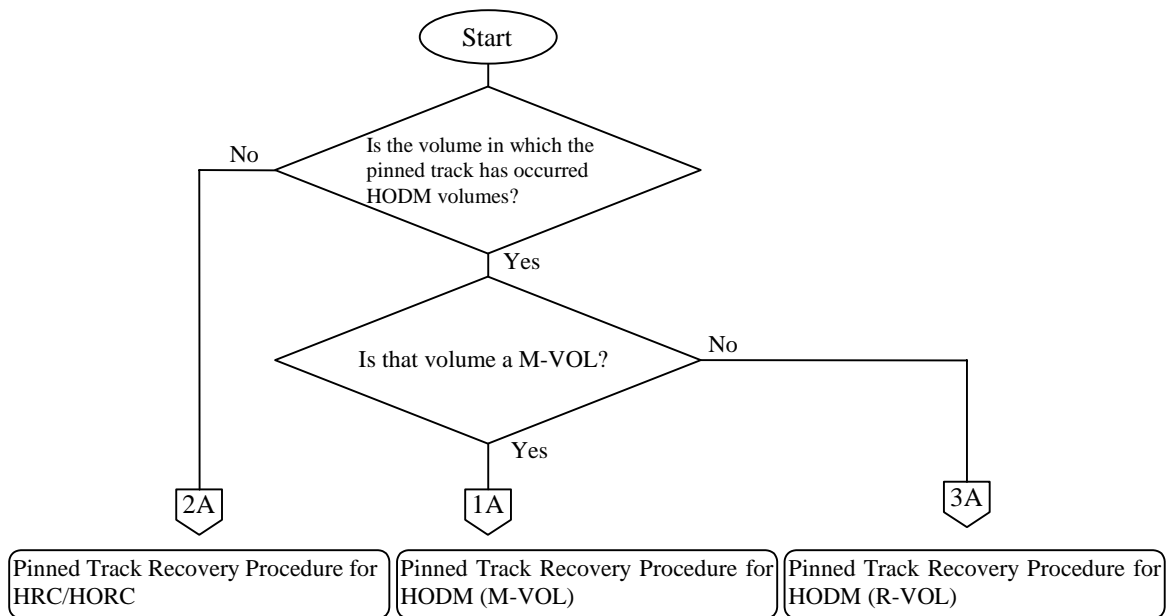 Start
Is the volume in which the
pinned track has occurred
HODM volumes?
No
Yes
Is that volume a M-VOL?
No
Yes
2A
1A
3A
Pinned Track Recovery Procedure for
HRC/HORC
Pinned Track Recovery Procedure for
HODM (M-VOL)
Pinned Track Recovery Procedure for
HODM (R-VOL)